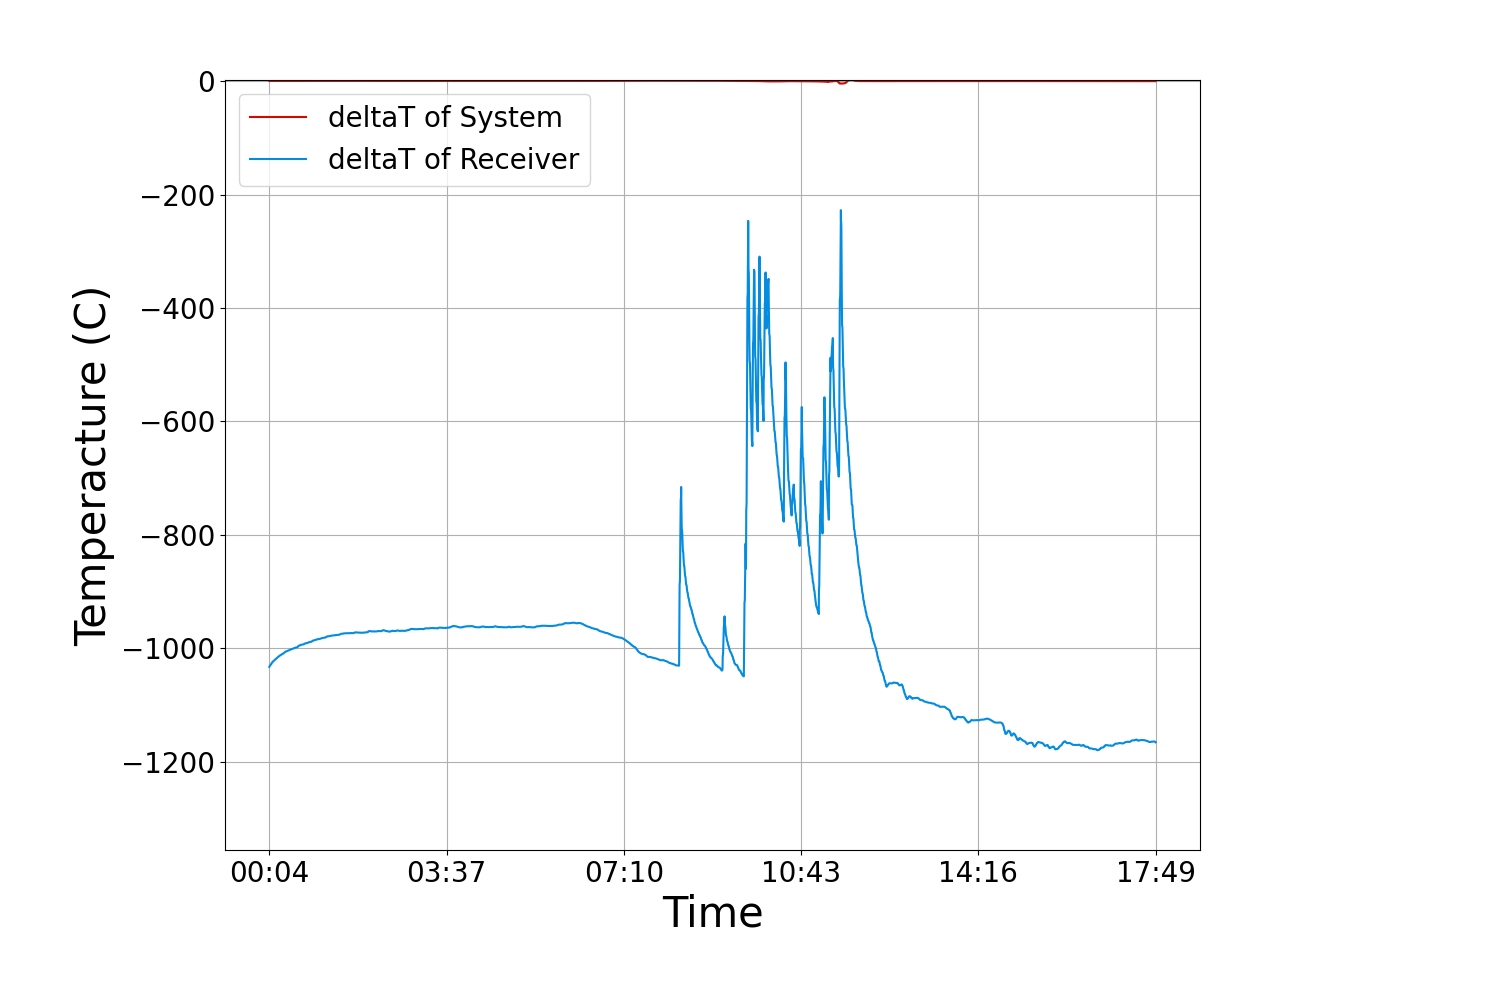 0
deltaT of System
deltaT of Receiver
−200
−400
−600
−800
−1000
−1200
Temperacture (C)
00:04 03:37 07:10 10:43 14:16 17:49
Time